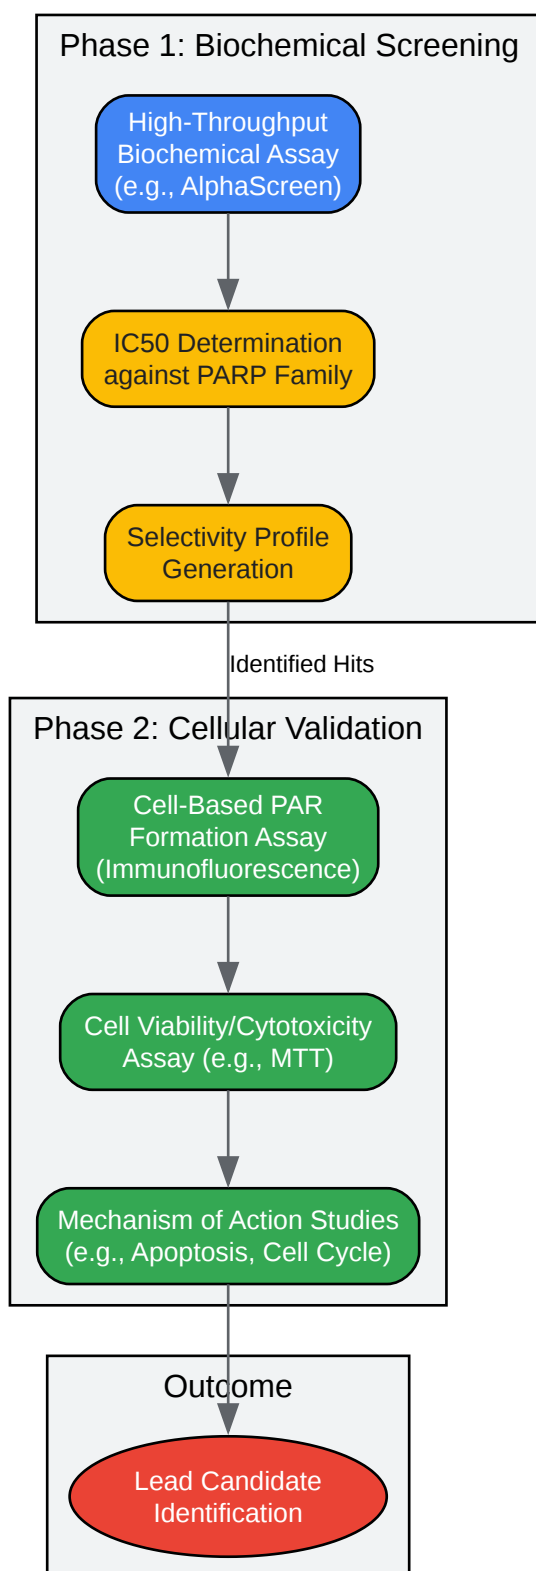 Phase 1: Biochemical Screening
High-Throughput
Biochemical Assay
(e.g., AlphaScreen)
IC50 Determination
against PARP Family
Selectivity Profile
Generation
Identified Hits
Phase 2: Cellular Validation
Cell-Based PAR
Formation Assay
(Immunofluorescence)
Cell Viability/Cytotoxicity
Assay (e.g., MTT)
Mechanism of Action Studies
(e.g., Apoptosis, Cell Cycle)
Outcome
Lead Candidate
Identification